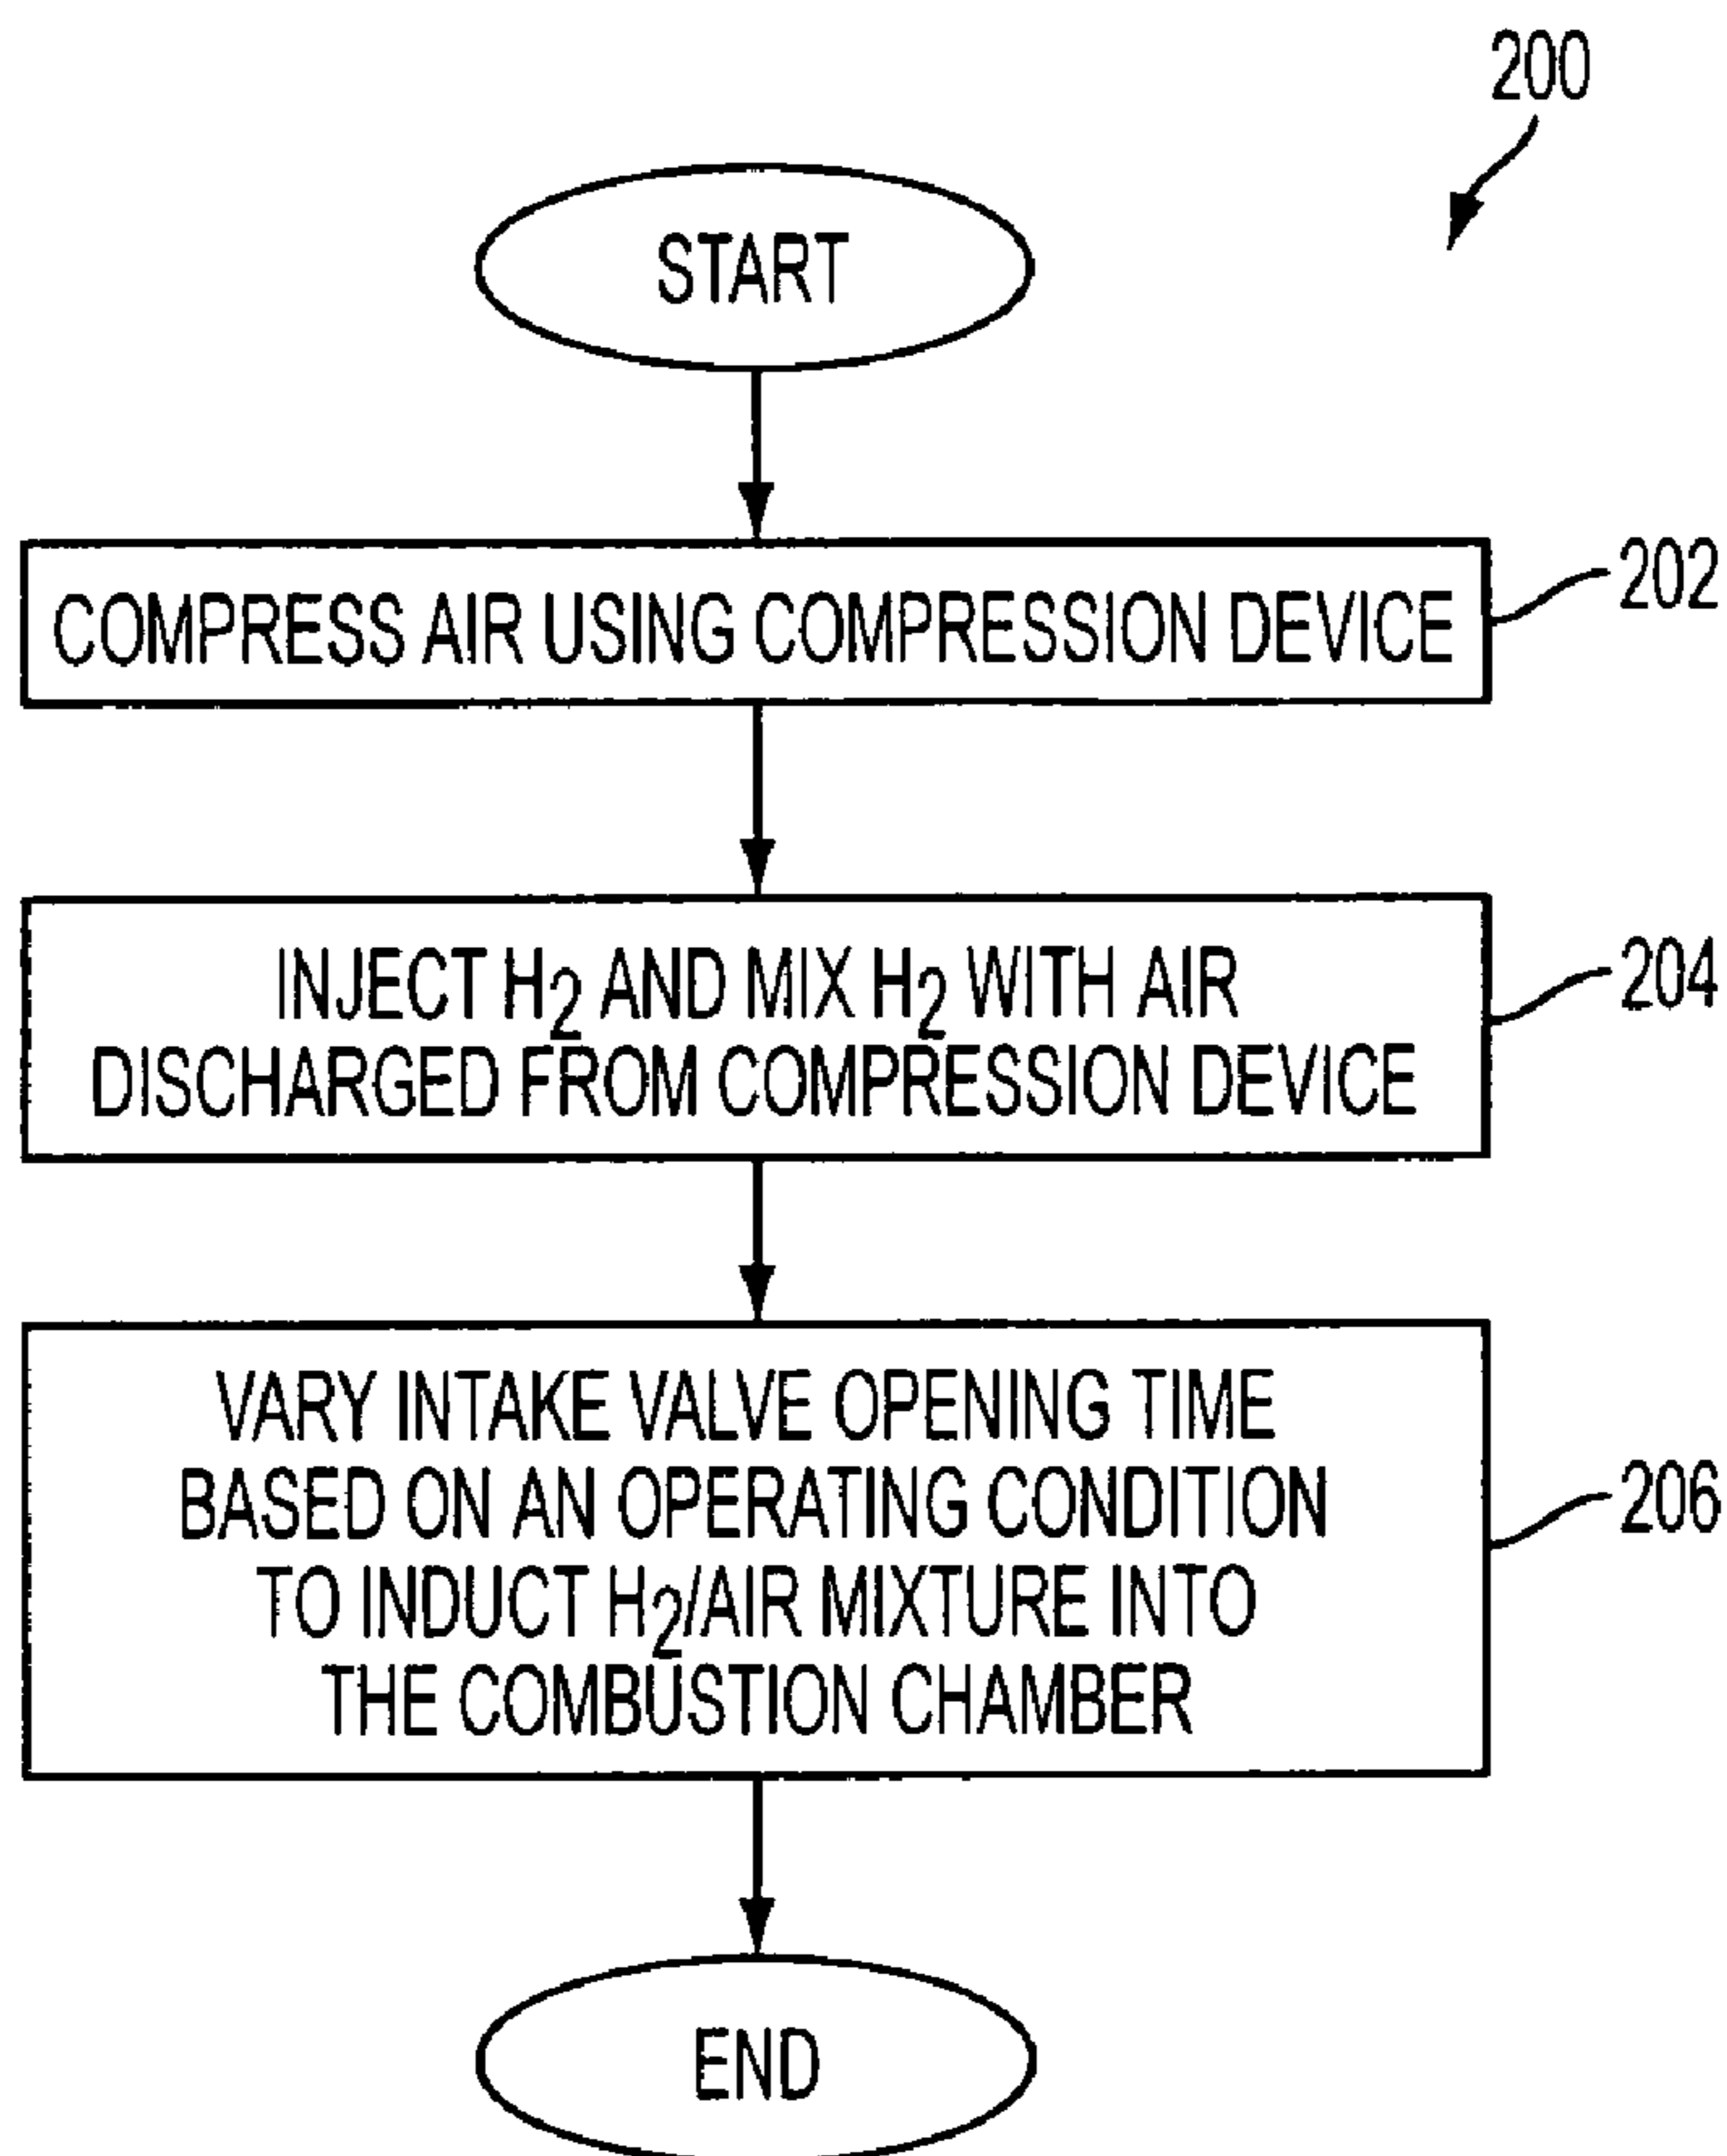 200
START
COMPRESS AIR USING COMPRESSION DEVICE
202
INJECT H2 AND MIX H2 WITH AIR
DISCHARGED FROM COMPRESSION DEVICE
204
VARY INTAKE VALVE OPENING TIME
BASED ON AN OPERATING CONDITION
TO INDUCT H2/AIR MIXTURE INTO
THE COMBUSTION CHAMBER
206
END